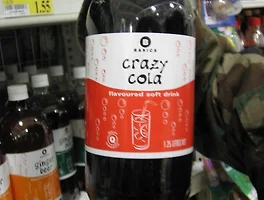 1.55
B
BASICS
crazy
cola
flavoured soft drink
1.25 LITRES
ginger
beer